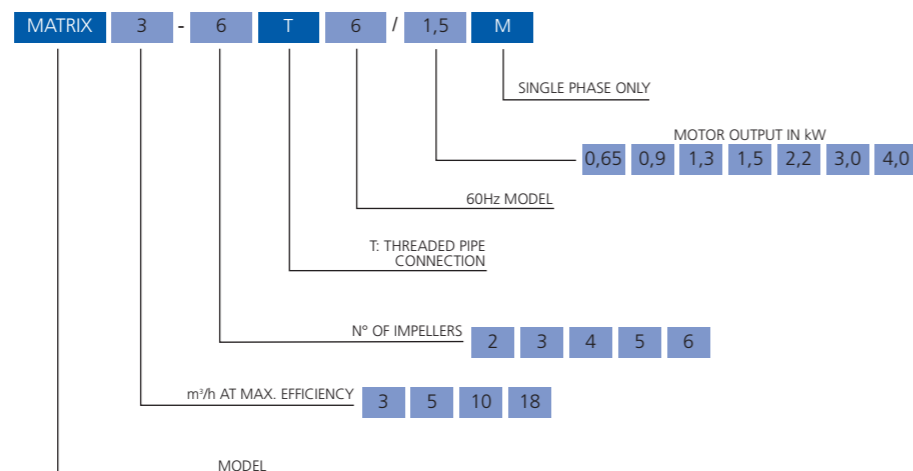 MATRIX 3 - 6 T 6 / 1,5 M
SINGLE PHASE ONLY
MOTOR OUTPUT IN kW
0,65 0,9 1,3 1,5 2,2 3,0 4,0
60Hz MODEL
T: THREADED PIPE
CONNECTION
N° OF IMPELLERS 2 3 4 5 6
m³/h AT MAX. EFFICIENCY 3 5 10 18
MODEL